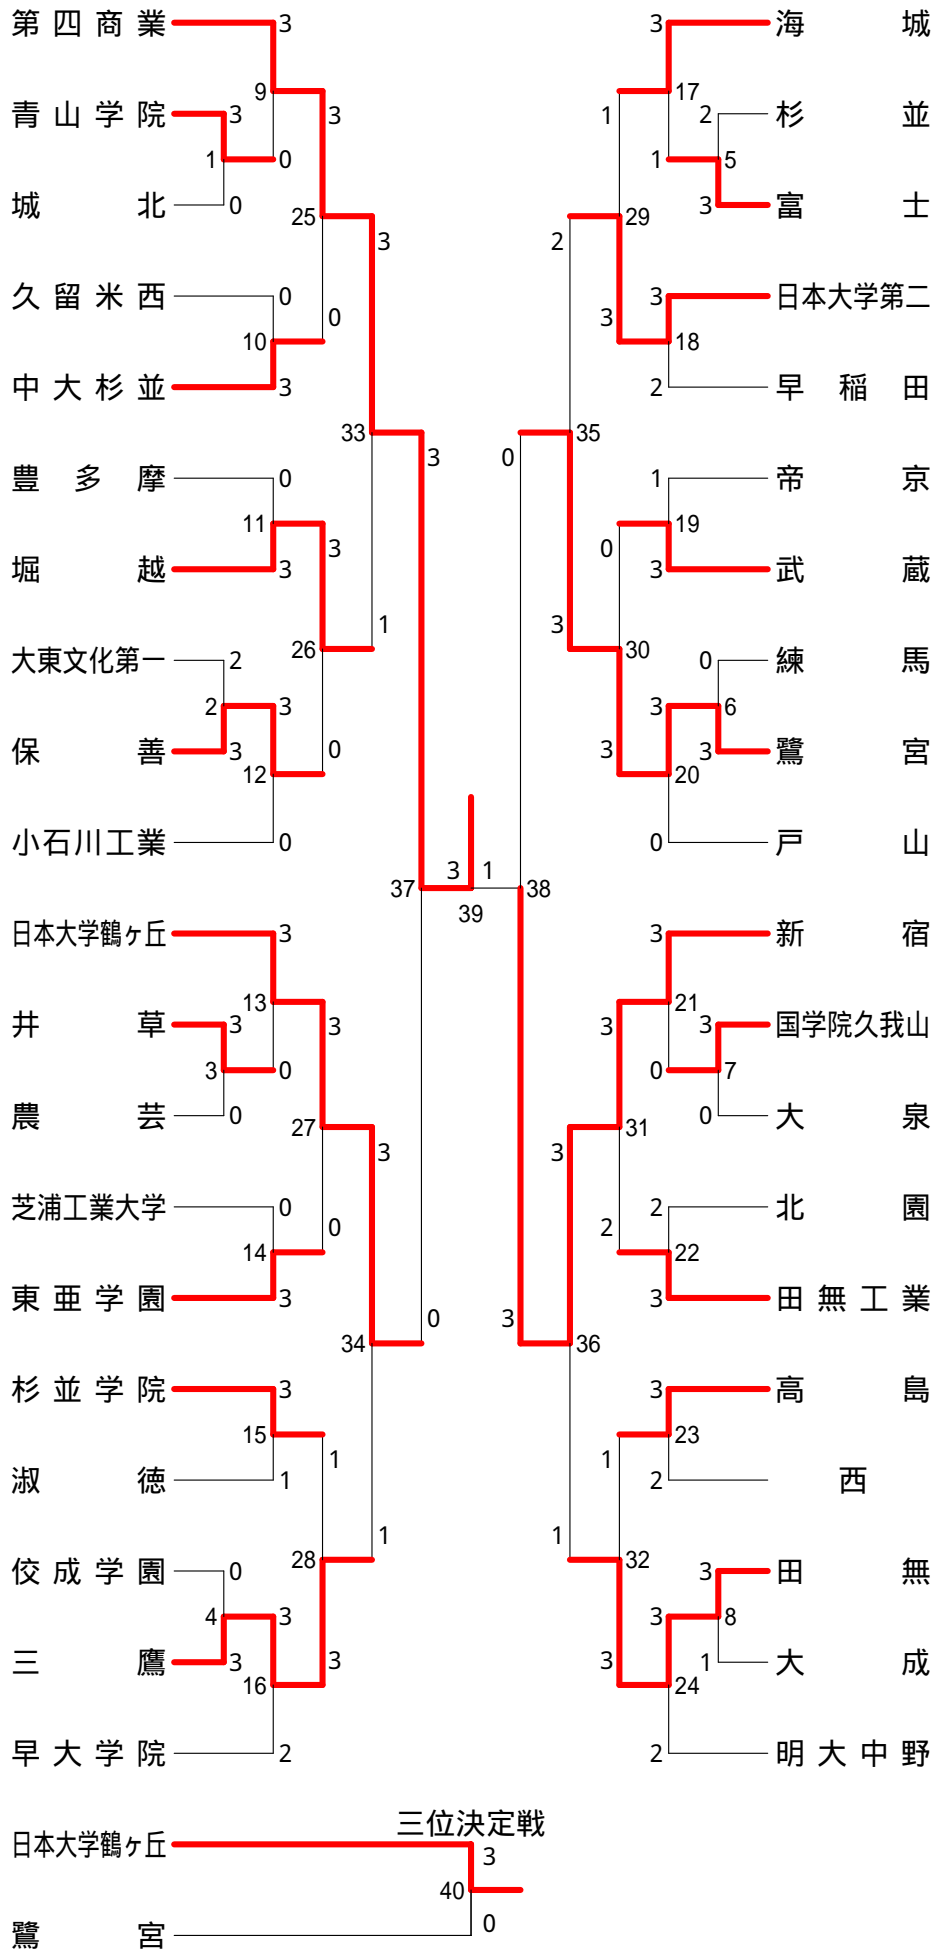 第四商業 3 3 海城
9 17
青山学院 3 3 1 2 杉並
1 0 1 5
城北 0 3 富士
25 3 2 29
久留米西 0 0 3 3 日本大学第二
10 18
中大杉並 3 2 早稲田
33 3 0 35
豊多摩 0 1 帝京
11 3 0 19
堀越 3 3 武蔵
26 1 3 30
大東文化第一 2 0 練馬
2 3 3 6
保善 3 0 3 3 鷺宮
12 20
小石川工業 0 0 戸山
37 3 1 38
39
日本大学鶴ヶ丘 3 3 新宿
13 21
井草 3 3 3 3 国学院久我山
3 0 0 7
農芸 0 0 大泉
27 3 3 31
芝浦工業大学 0 0 2 2 北園
14 22
東亜学園 3 3 田無工業
34 0 3 36
杉並学院 3 3 高島
15 1 1 23
淑徳 1 2 西
28 1 1 32
佼成学園 0 3 田無
4 3 3 8
三鷹 3 3 3 1 大成
16 24
早大学院 2 2 明大中野
三位決定戦
日本大学鶴ヶ丘 3
40
鷺宮 0